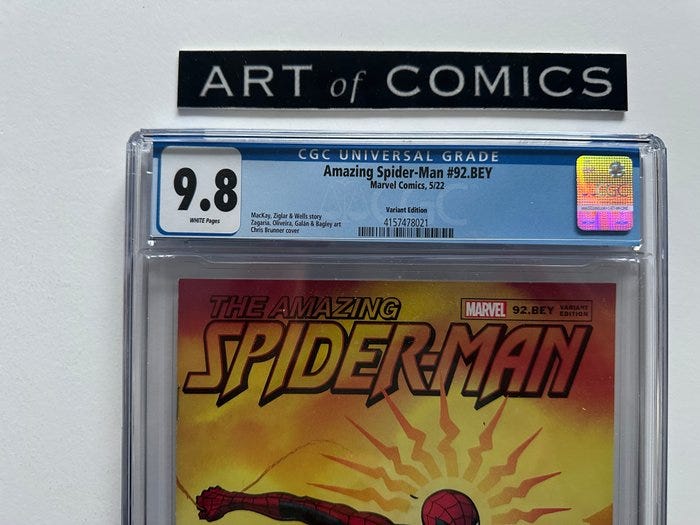 ART of COMICS
CGC UNIVERSAL GRADE
9.8
WHITE Pages
Amazing Spider-Man #92.BEY
Marvel Comics, 5/22
Variant Edition
MacKay, Ziglar & Wells story
Zagaria, Oliveira, Galán & Bagley art
Chris Brunner cover
4157478021
CGC
THE AMAZING
SPIDER-MAN
MARVEL 92.BEY VARIANT
EDITION